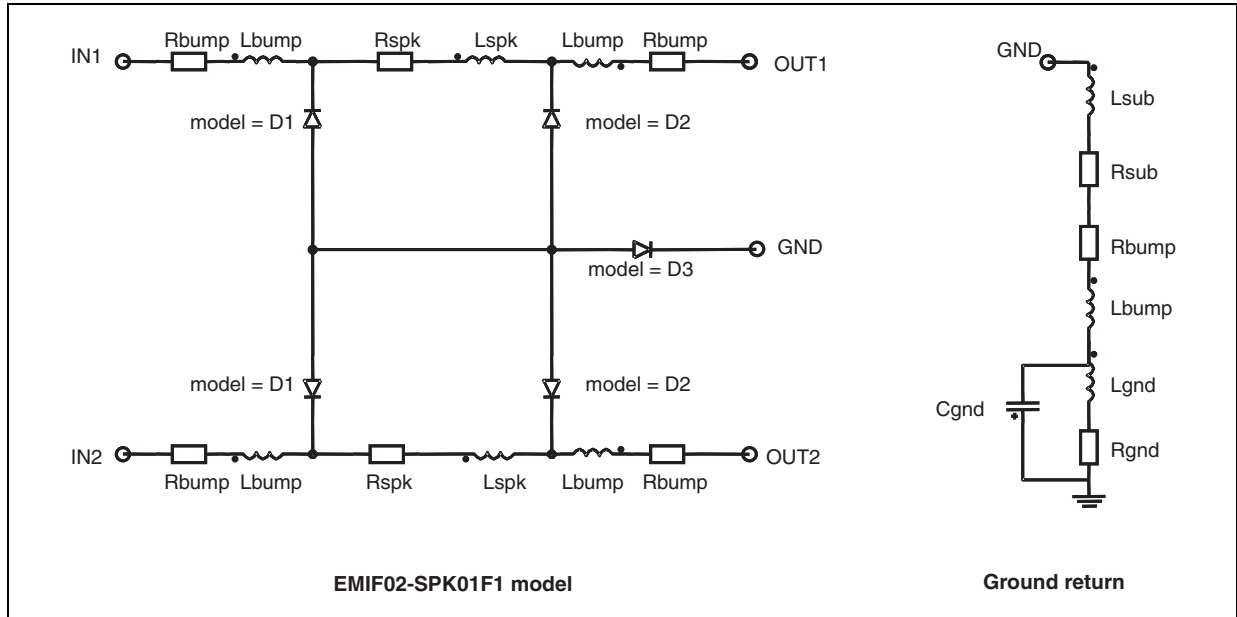 IN1
Rbump
Lbump
Rspk
Lspk
Lbump
Rbump
OUT1
model = D1
model = D2
GND
model = D3
model = D1
model = D2
IN2
OUT2
Rbump
Lbump
Rspk
Lspk
Lbump
Rbump
EMIF02-SPK01F1 model
GND
Lsub
Rsub
Rbump
Lbump
Lgnd
Cgnd
Rgnd
Ground return